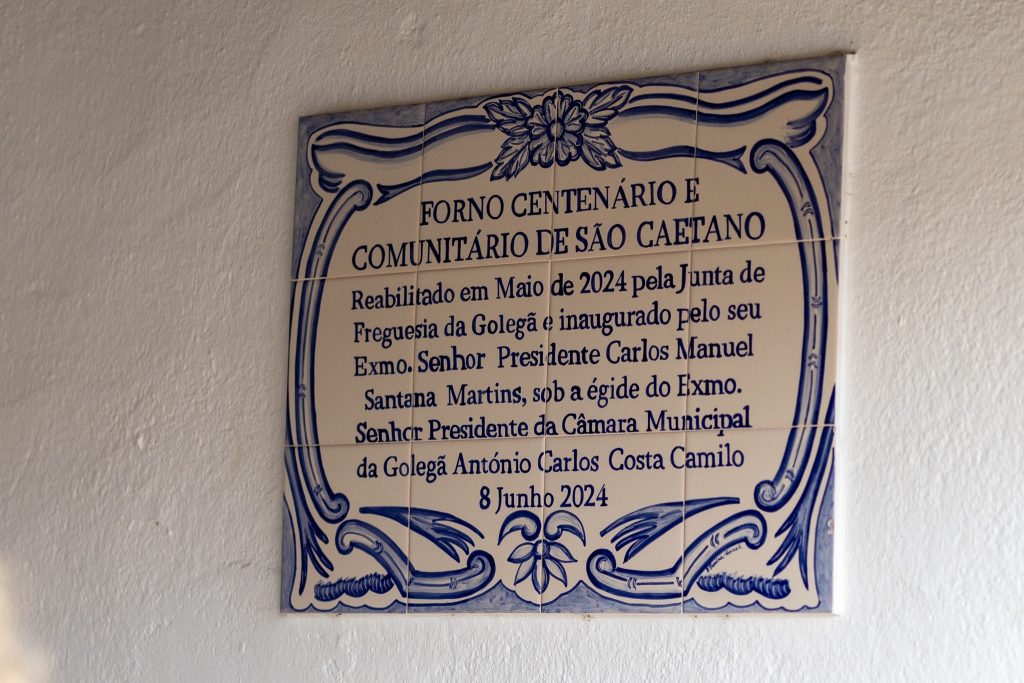 FORNO CENTENÁRIO E
COMUNITÁRIO DE SÃO CAETANO
Reabilitado em Maio de 2024 pela Junta de
Freguesia da Golegã e inaugurado pelo seu
Exmo. Senhor Presidente Carlos Manuel
Santana Martins, sob a égide do Exmo.
Senhor Presidente da Câmara Municipal
da Golegã António Carlos Costa Camilo
8 Junho 2024